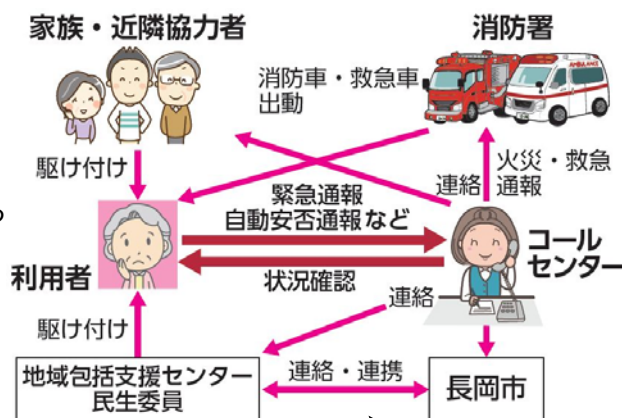 家族・近隣協力者
消防署
消防車・救急車
出動
駆け付け
連絡
火災・救急
通報
緊急通報
自動安否通報など
利用者
状況確認
コール
センター
駆け付け
連絡
地域包括支援センター
民生委員
連絡・連携
長岡市
AMBULANCE